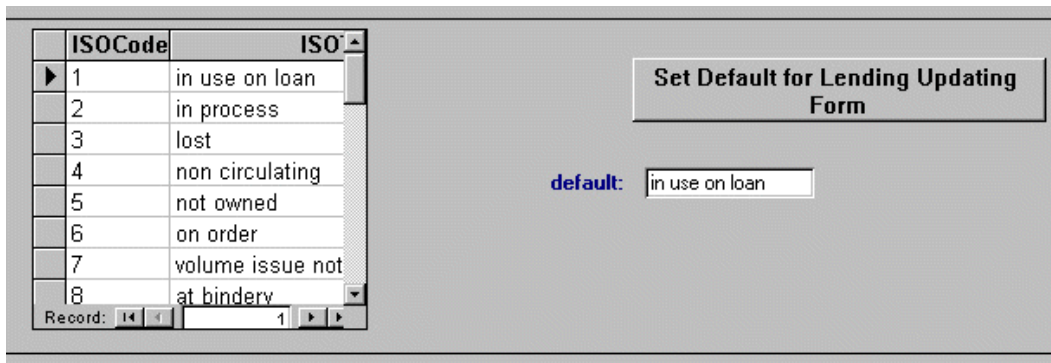 ISOCode ISOT
1 in use on loan
2 in process
3 lost
4 non circulating
5 not owned
6 on order
7 volume issue not
8 at bindery
Record: 1
Set Default for Lending Updating
Form
default: in use on loan